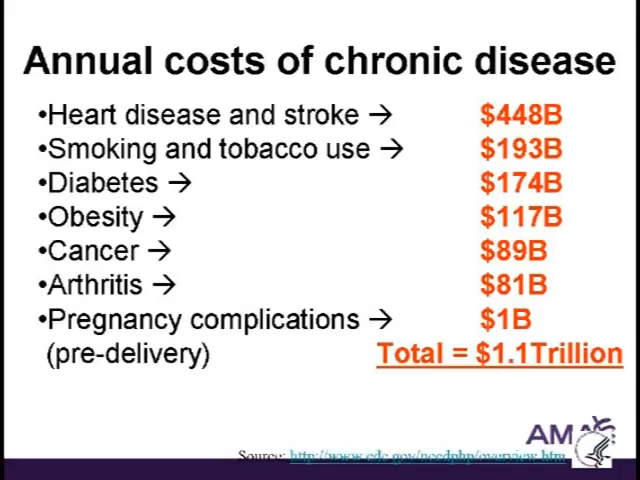 Annual costs of chronic disease
•Heart disease and stroke → $448B
•Smoking and tobacco use → $193B
•Diabetes → $174B
•Obesity → $117B
•Cancer → $89B
•Arthritis → $81B
•Pregnancy complications → $1B
(pre-delivery) Total = $1.1Trillion
AMA
Source: http://www.cdc.gov/needphp/overview.htm